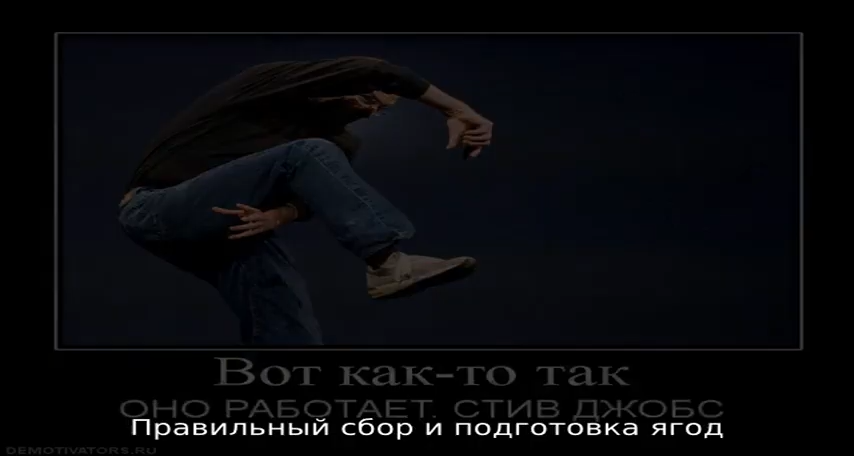 Вот как-то так
ОНО РАБОТАЕТ. СТИВ ДЖОБС
Правильный сбор и подготовка ягод
DEMOTIVATORS.RU